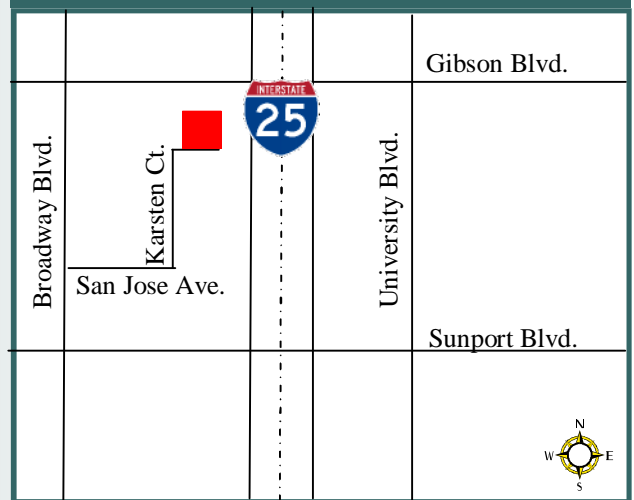 Gibson Blvd.
INTERSTATE
25
Broadway Blvd.
Karsten Ct.
University Blvd.
San Jose Ave.
Sunport Blvd.
N
W E
S